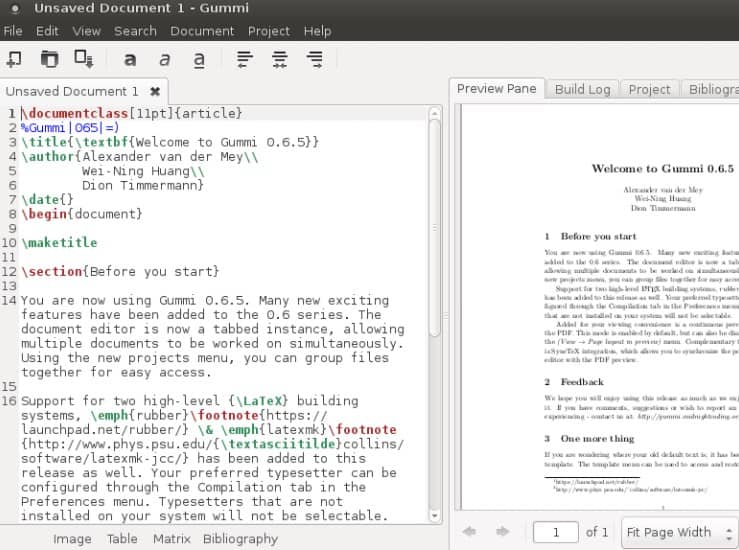 Unsaved Document 1 - Gummi
File Edit View Search Document Project Help
a a a
Unsaved Document 1
1 \documentclass[11pt]{article}
2 %Gummi|065|=)
3 \title{\textbf{Welcome to Gummi 0.6.5}}
4 \author{Alexander van der Mey\\
5 Wei-Ning Huang\\
6 Dion Timmermann}
7 \date{}
8 \begin{document}
9
10 \maketitle
11
12 \section{Before you start}
13
14 You are now using Gummi 0.6.5. Many new exciting
features have been added to the 0.6 series. The
document editor is now a tabbed instance, allowing
multiple documents to be worked on simultaneously.
Using the new projects menu, you can group files
together for easy access.
15
16 Support for two high-level {\LaTeX} building
systems, \emph{rubber}\footnote{https://
launchpad.net/rubber/} \& \emph{latexmk}\footnote
{http://www.phys.psu.edu/{\textasciitilde}collins/
software/latexmk-jcc/} has been added to this
release as well. Your preferred typesetter can be
configured through the Compilation tab in the
Preferences menu. Typesetters that are not
installed on your system will not be selectable.
Image Table Matrix Bibliography
Preview Pane Build Log Project Bibliogra
Welcome to Gummi 0.6.5
Alexander van der Mey
Wei-Ning Huang
Dion Timmermann
1 Before you start
You are now using Gummi 0.6.5. Many new exciting featur
added to the 0.6 series. The document editor is now a tab
allowing multiple documents to be worked on simultaneousl
new projects menu, you can group files together for easy acce
Support for two high-level LATEX building systems, rubber
has been added to this release as well. Your preferred typesett
figured through the Compilation tab in the Preferences menu
that are not installed on your system will not be selectable.
Added for your viewing convenience is a continuous prev
the PDF. This mode is enabled by default, but can also be dis
the (View → Page layout in preview) menu. Complementary t
is SyncTeX integration, which allows you to synchronize the po
editor with the PDF preview.
2 Feedback
We hope you will enjoy using this release as much as we enj
it. If you have comments, suggestions or wish to report an
experiencing - contact us at:
3 One more thing
If you are wondering where your old default text is; it has bee
template. The template menu can be used to access and resto
1https://launchpad.net/rubber/
2http://www.phys.psu.edu/~collins/software/latexmk-jcc/
1
1 of 1 Fit Page Width